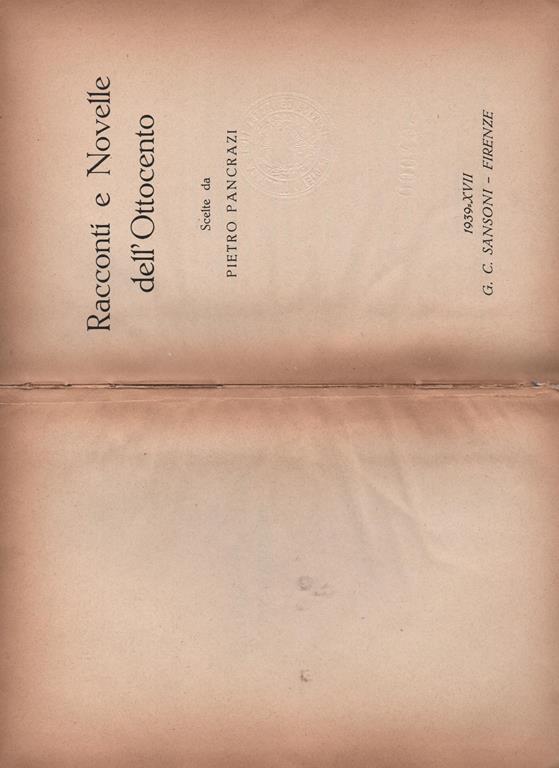 Racconti e Novelle
dell'Ottocento
Scelte da
PIETRO PANCRAZI
1939-XVII
G. C. SANSONI - FIRENZE